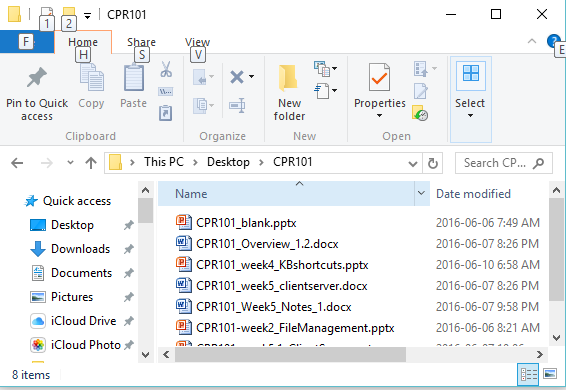 CPR101
1 2
F Home Share View E
H S V
Pin to Quick access
Copy
Paste
New folder
Properties
Select
Clipboard Organize New Open
This PC Desktop CPR101
Search CP...
Name Date modified
Quick access
Desktop
Downloads
Documents
Pictures
iCloud Drive
iCloud Photo
CPR101_blank.pptx 2016-06-06 7:49 AM
CPR101_Overview_1.2.docx 2016-06-07 8:26 PM
CPR101_week4_KBshortcuts.pptx 2016-06-10 6:58 AM
CPR101_week5_clientserver.docx 2016-06-07 8:26 PM
CPR101_Week5_Notes_1.docx 2016-06-07 9:58 PM
CPR101-week2_FileManagement.pptx 2016-06-06 8:21 AM
8 items